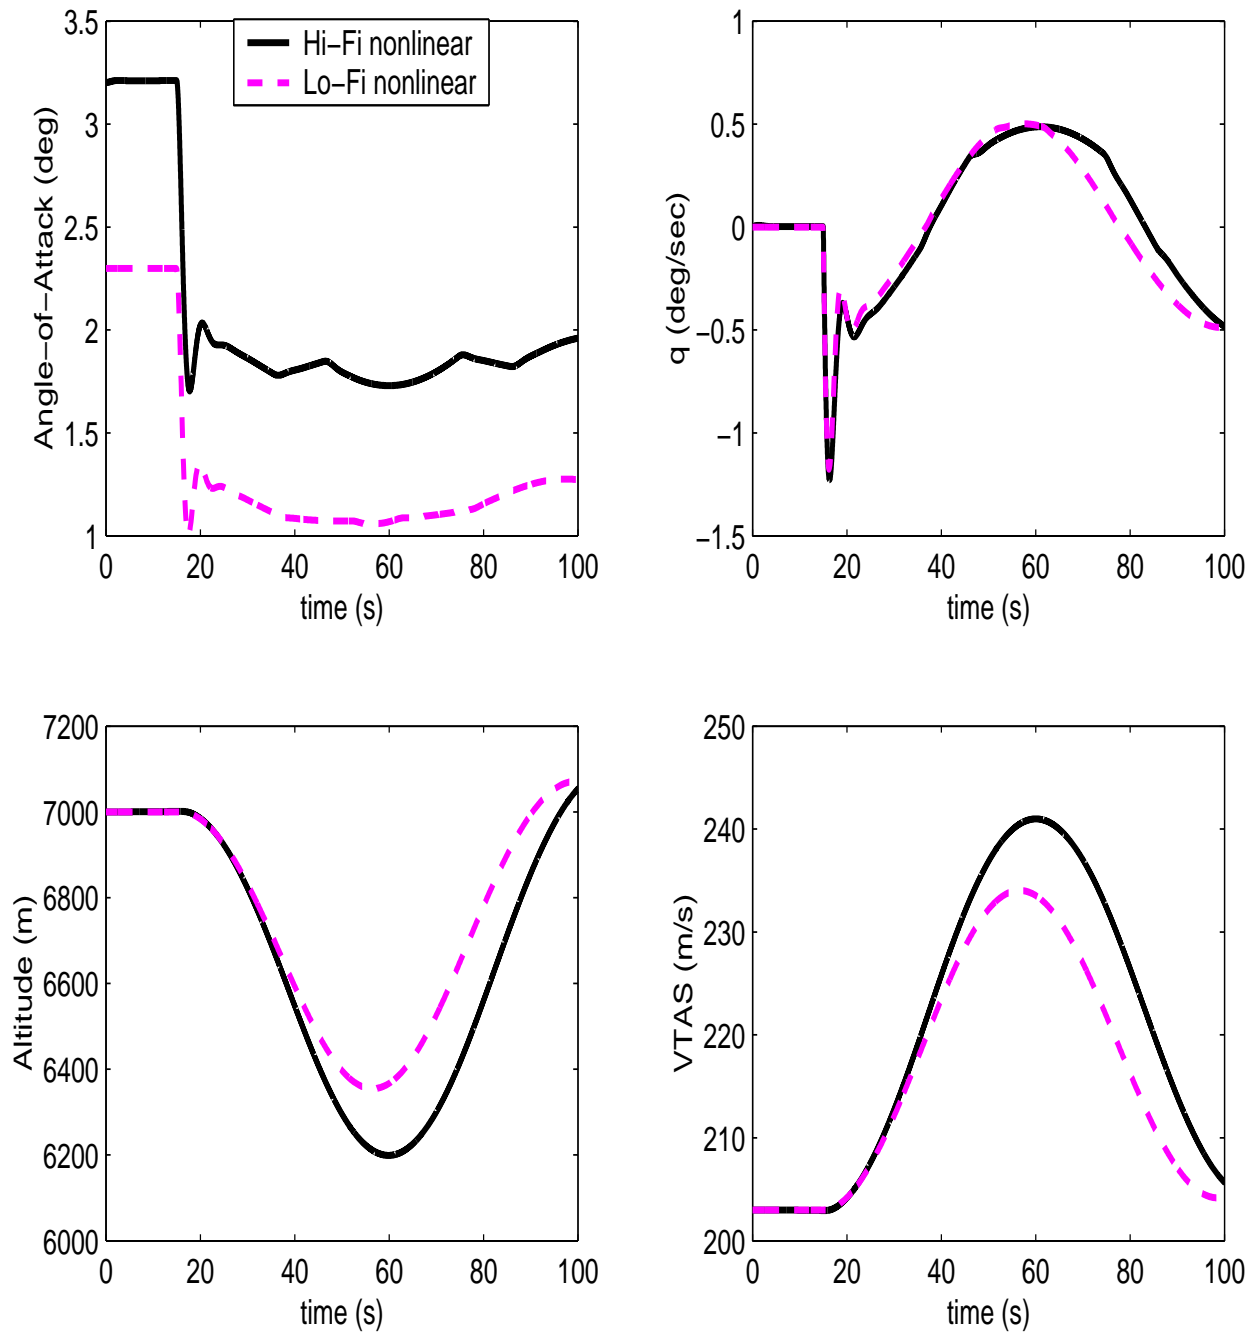 3.5
3
2.5
2
1.5
1
Angle−of−Attack (deg)
Hi−Fi nonlinear
Lo−Fi nonlinear
0 20 40 60 80 100
time (s)
1
0.5
0
−0.5
−1
−1.5
q (deg/sec)
0 20 40 60 80 100
time (s)
7200
7000
6800
6600
6400
6200
6000
Altitude (m)
0 20 40 60 80 100
time (s)
250
240
230
220
210
200
VTAS (m/s)
0 20 40 60 80 100
time (s)